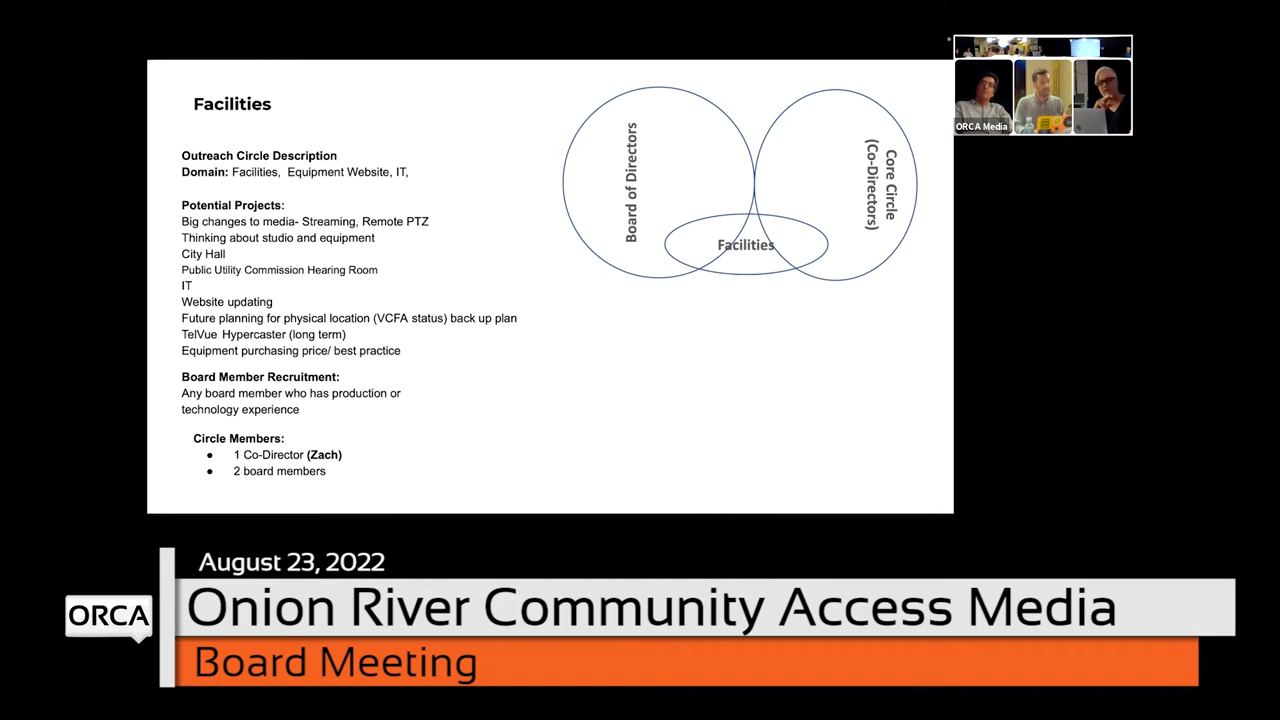 Facilities
Outreach Circle Description
Domain: Facilities, Equipment Website, IT,
Potential Projects:
Big changes to media- Streaming, Remote PTZ
Thinking about studio and equipment
City Hall
Public Utility Commission Hearing Room
IT
Website updating
Future planning for physical location (VCFA status) back up plan
TelVue Hypercaster (long term)
Equipment purchasing price/ best practice
Board Member Recruitment:
Any board member who has production or
technology experience
Circle Members:
● 1 Co-Director (Zach)
● 2 board members
Board of Directors
Core Circle
(Co-Directors)
Facilities
ORCA Media
August 23, 2022
ORCA
Onion River Community Access Media
Board Meeting